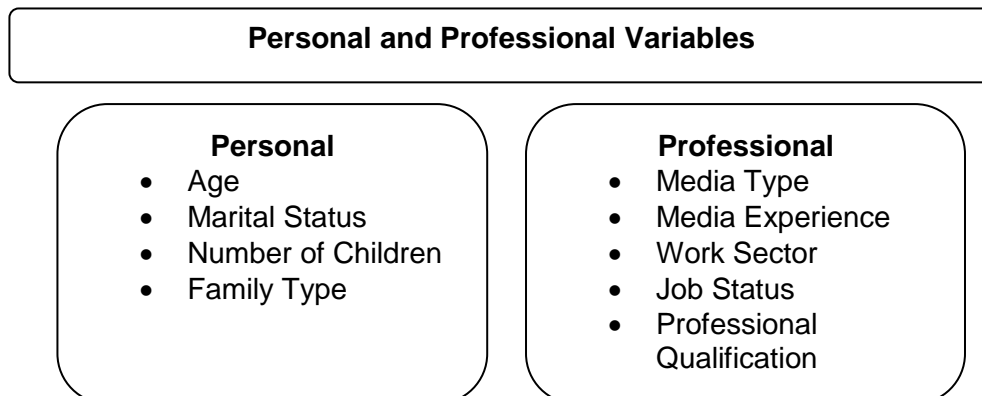 Personal and Professional Variables
Personal
• Age
• Marital Status
• Number of Children
• Family Type
Professional
• Media Type
• Media Experience
• Work Sector
• Job Status
• Professional
Qualification